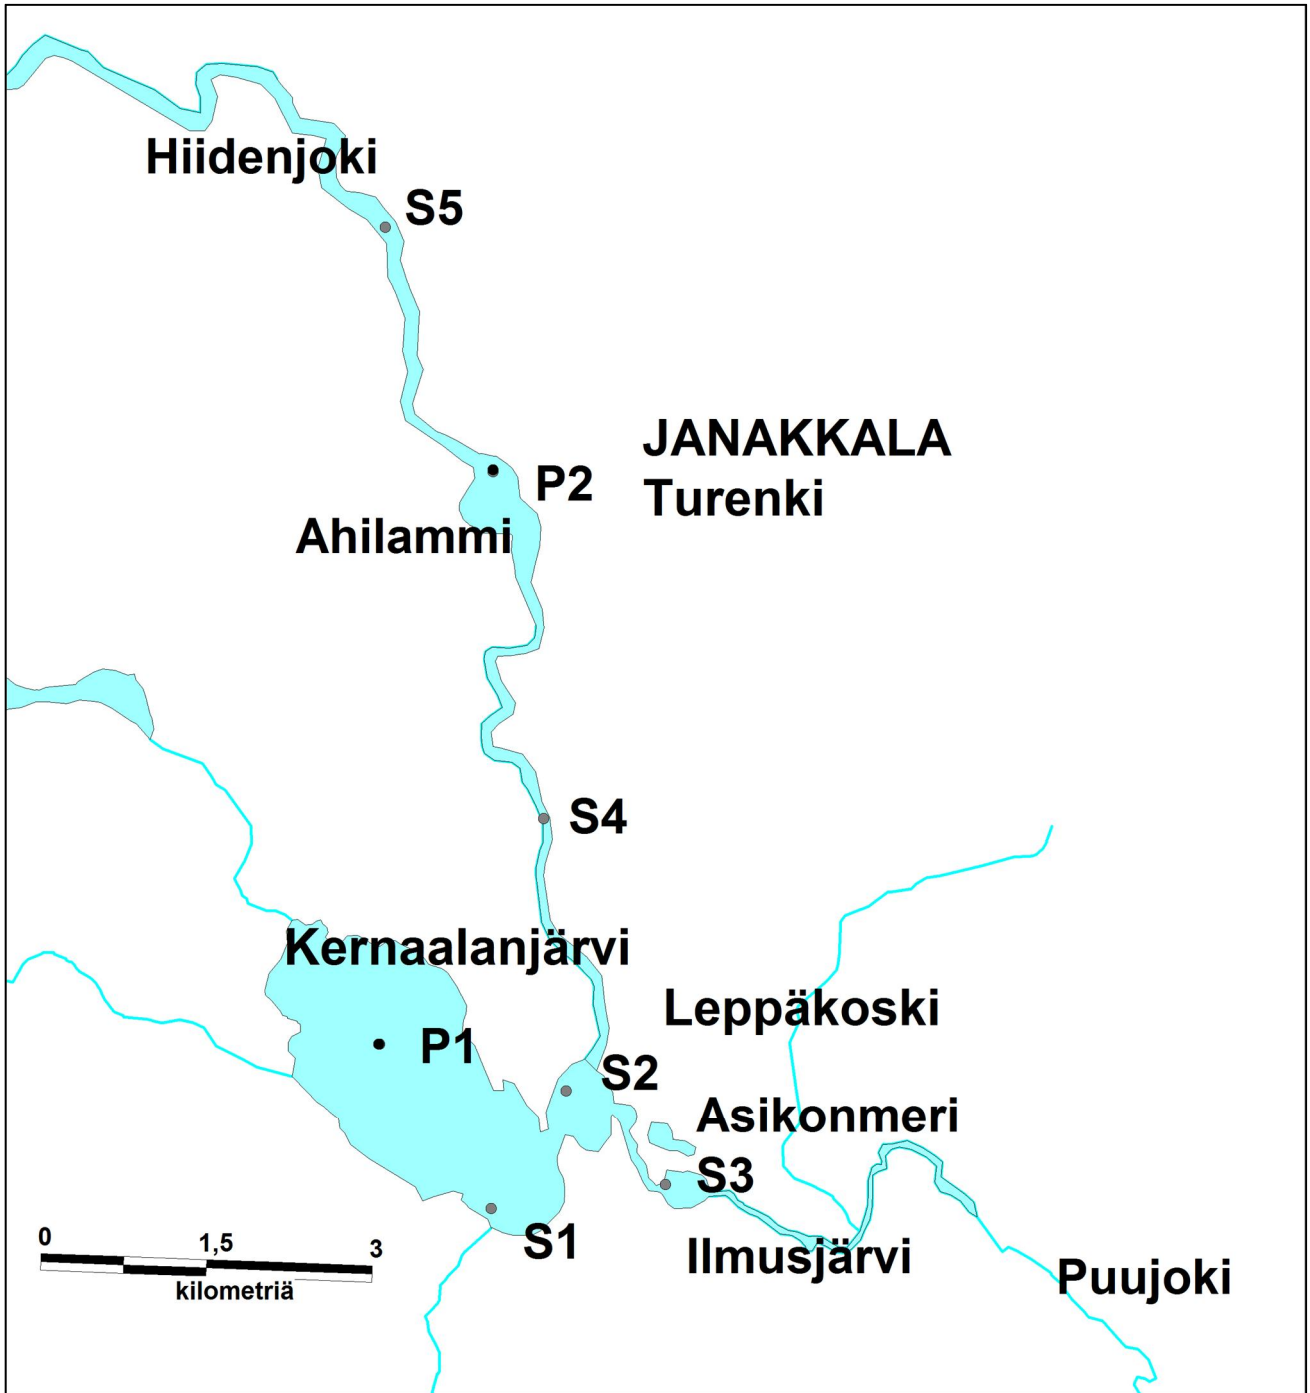 Hiidenjoki
S5
JANAKKALA
Turenki
P2
Ahilammi
S4
Kernaalanjärvi
Leppäkoski
P1
S2
Asikonmeri
S3
S1
Ilmusjärvi
Puujoki
0 1,5 3
kilometriä